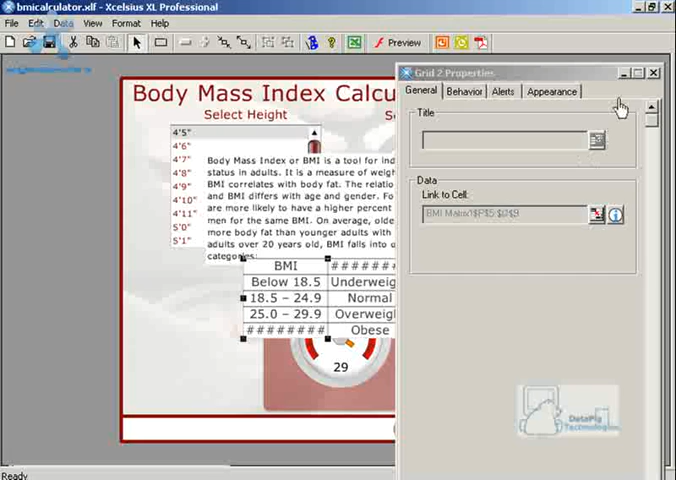 bmicalculator.xlf - Xcelsius XL Professional
File Edit Data View Format Help
Preview
Body Mass Index Calcu
Select Height
4'5"
4'6"
4'7"
4'8"
4'9"
4'10"
4'11"
5'0"
5'1"
Body Mass Index or BMI is a tool for ind
status in adults. It is a measure of weigh
BMI correlates with body fat. The relatio
and BMI differs with age and gender. Fo
are more likely to have a higher percent
men for the same BMI. On average, olde
more body fat than younger adults with
adults over 20 years old, BMI falls into o
categories:
BMI ########
Below 18.5 Underweig
18.5 – 24.9 Normal
25.0 – 29.9 Overweig
######## Obese
29
Grid 2 Properties
General Behavior Alerts Appearance
Title
Data
Link to Cell:
DataPig
Technologies
Ready